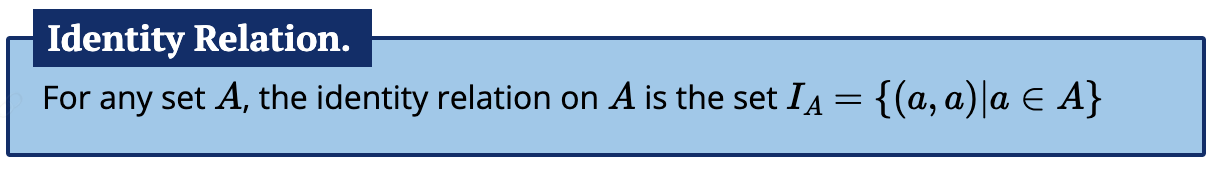 Identity Relation.
For any set A, the identity relation on A is the set I_A = {(a, a)|a ∈ A}